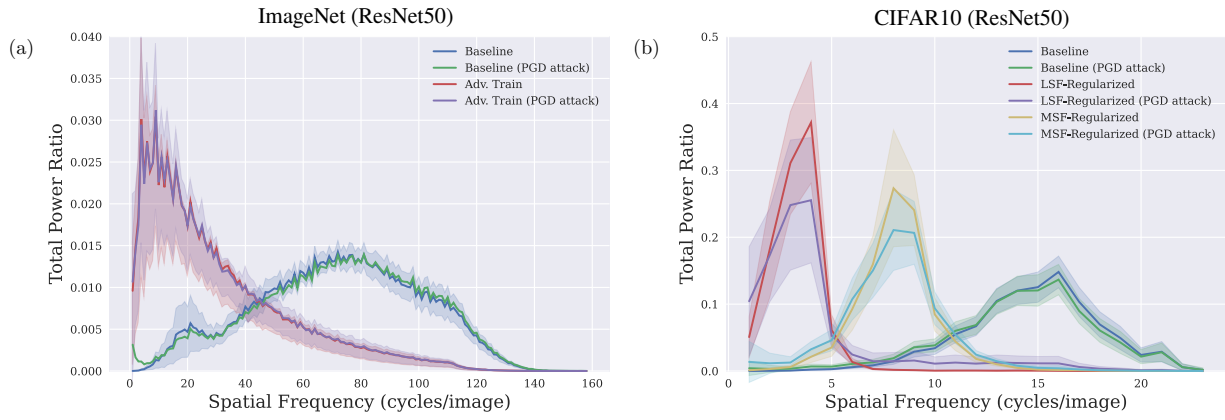 ImageNet (ResNet50)
(a)
0.040
0.035
0.030
0.025
0.020
0.015
0.010
0.005
0.000
Total Power Ratio
Baseline
Baseline (PGD attack)
Adv. Train
Adv. Train (PGD attack)
0 20 40 60 80 100 120 140 160
Spatial Frequency (cycles/image)
CIFAR10 (ResNet50)
(b)
0.5
0.4
0.3
0.2
0.1
0.0
Total Power Ratio
Baseline
Baseline (PGD attack)
LSF-Regularized
LSF-Regularized (PGD attack)
MSF-Regularized
MSF-Regularized (PGD attack)
5 10 15 20
Spatial Frequency (cycles/image)